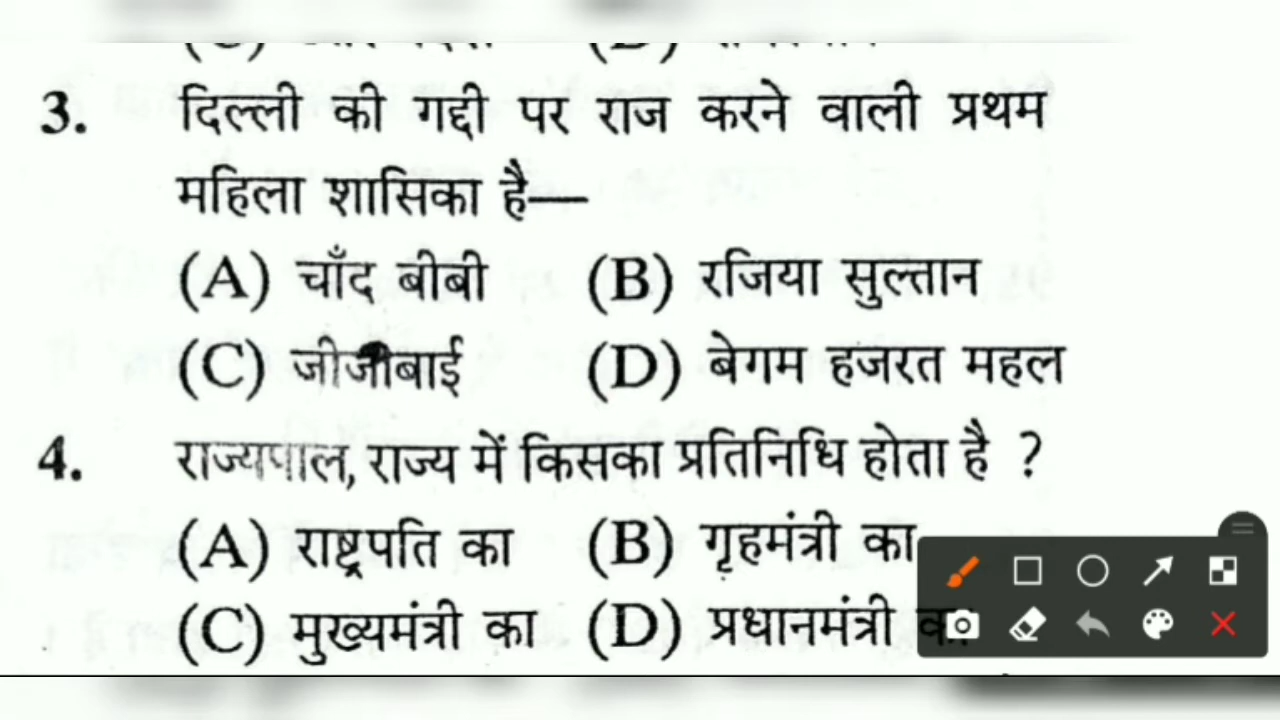 3. दिल्ली की गद्दी पर राज करने वाली प्रथम
महिला शासिका है—
(A) चाँद बीबी (B) रजिया सुल्तान
(C) जीजीबाई (D) बेगम हजरत महल
4. राज्यपाल, राज्य में किसका प्रतिनिधि होता है ?
(A) राष्ट्रपति का (B) गृहमंत्री का
(C) मुख्यमंत्री का (D) प्रधानमंत्री का